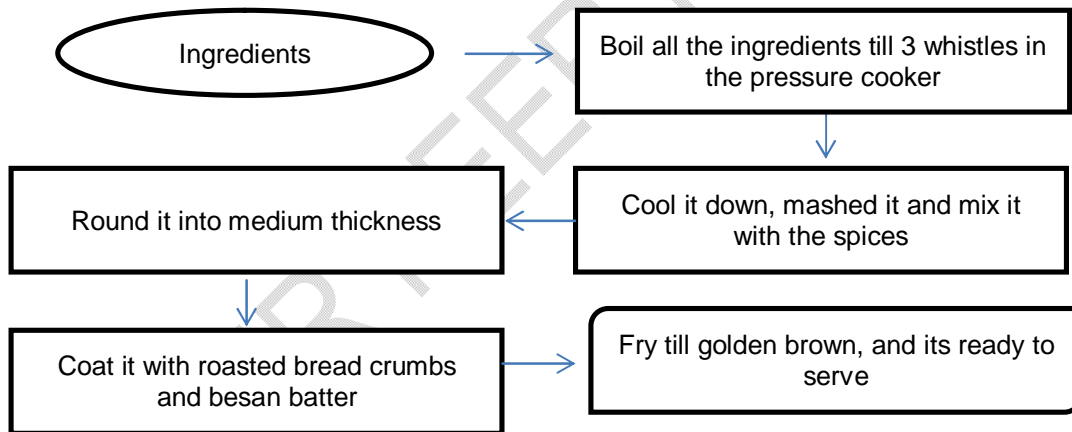 Ingredients
Boil all the ingredients till 3 whistles in
the pressure cooker
Cool it down, mashed it and mix it
with the spices
Round it into medium thickness
Coat it with roasted bread crumbs
and besan batter
Fry till golden brown, and its ready to
serve